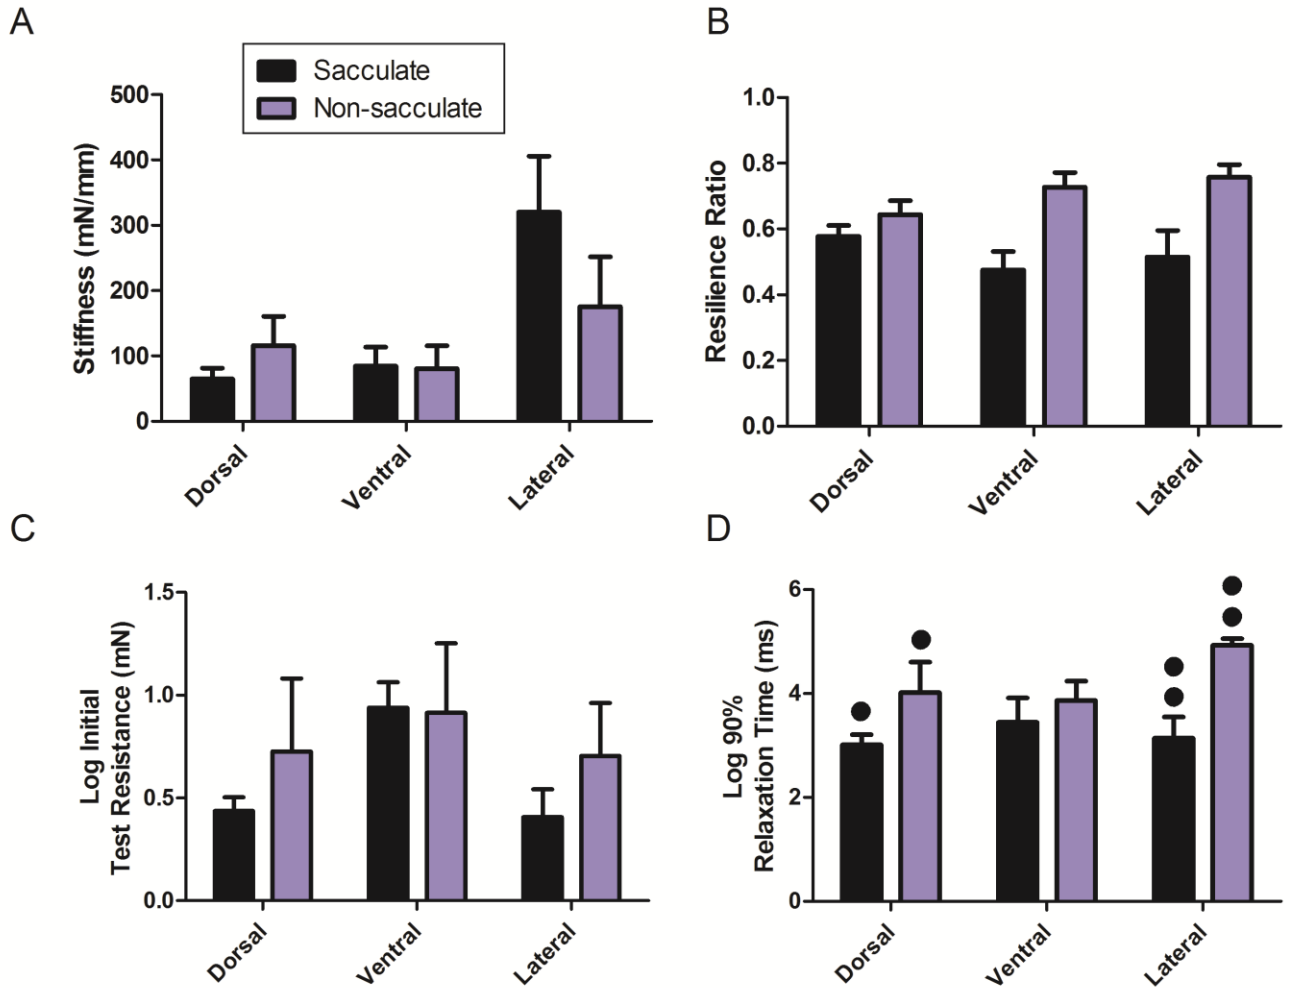 A
Sacculate
Non-sacculate
Stiffness (mN/mm)
500
400
300
200
100
0
Dorsal
Ventral
Lateral
B
Resilience Ratio
1.0
0.8
0.6
0.4
0.2
0.0
Dorsal
Ventral
Lateral
C
Log Initial
Test Resistance (mN)
1.5
1.0
0.5
0.0
Dorsal
Ventral
Lateral
D
Log 90%
Relaxation Time (ms)
6
4
2
0
Dorsal
Ventral
Lateral